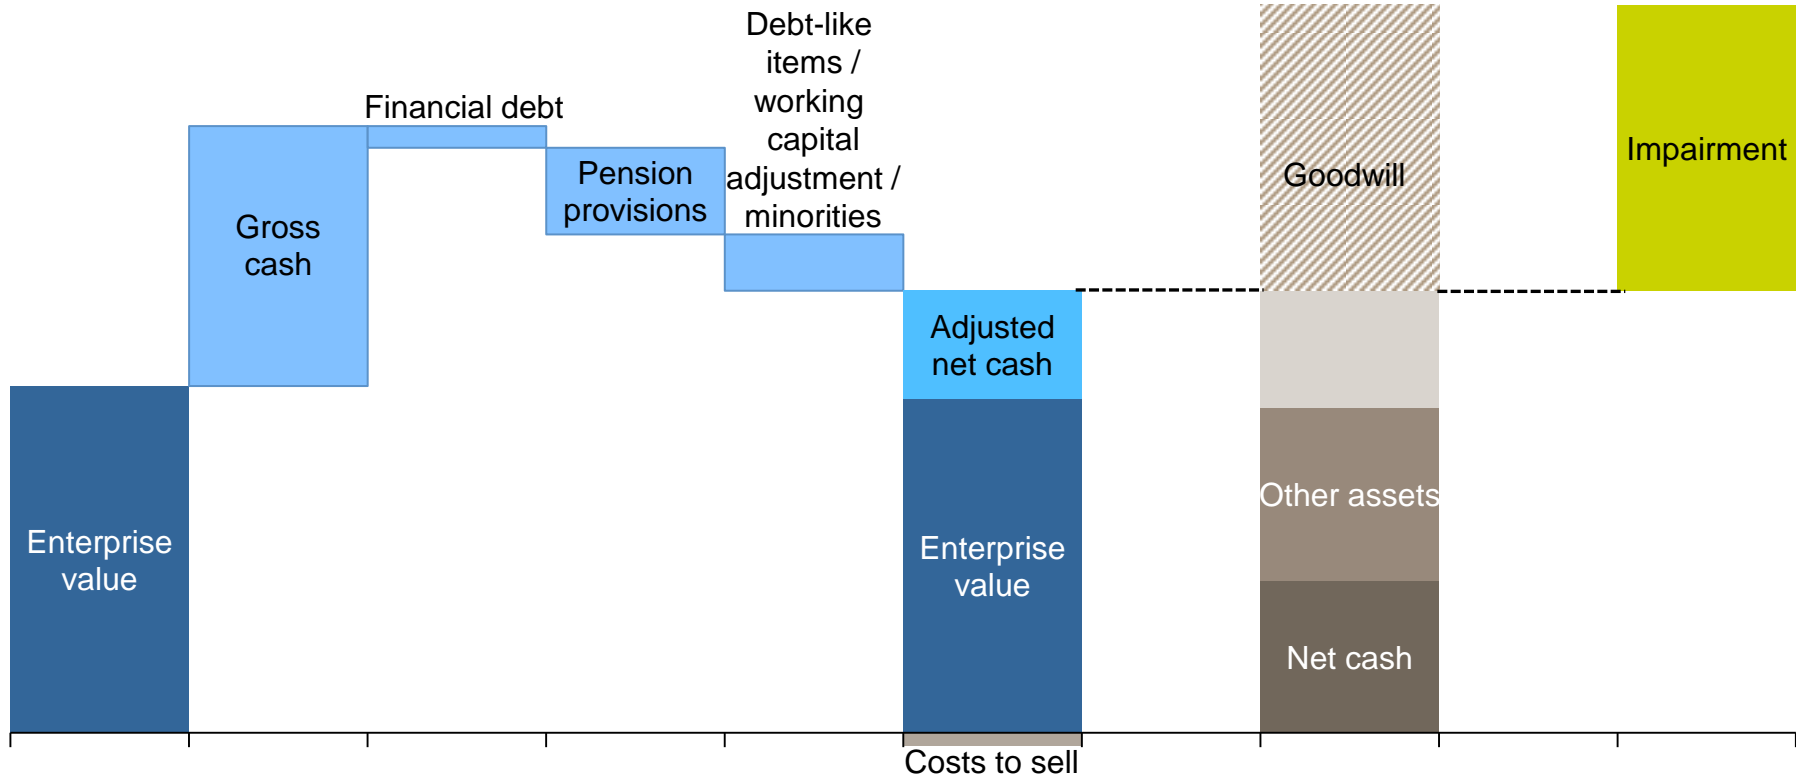 Enterprise
value
Gross
cash
Financial debt
Pension
provisions
Debt-like
items /
working
capital
adjustment /
minorities
Adjusted
net cash
Enterprise
value
Costs to sell
Goodwill
Other assets
Net cash
Impairment